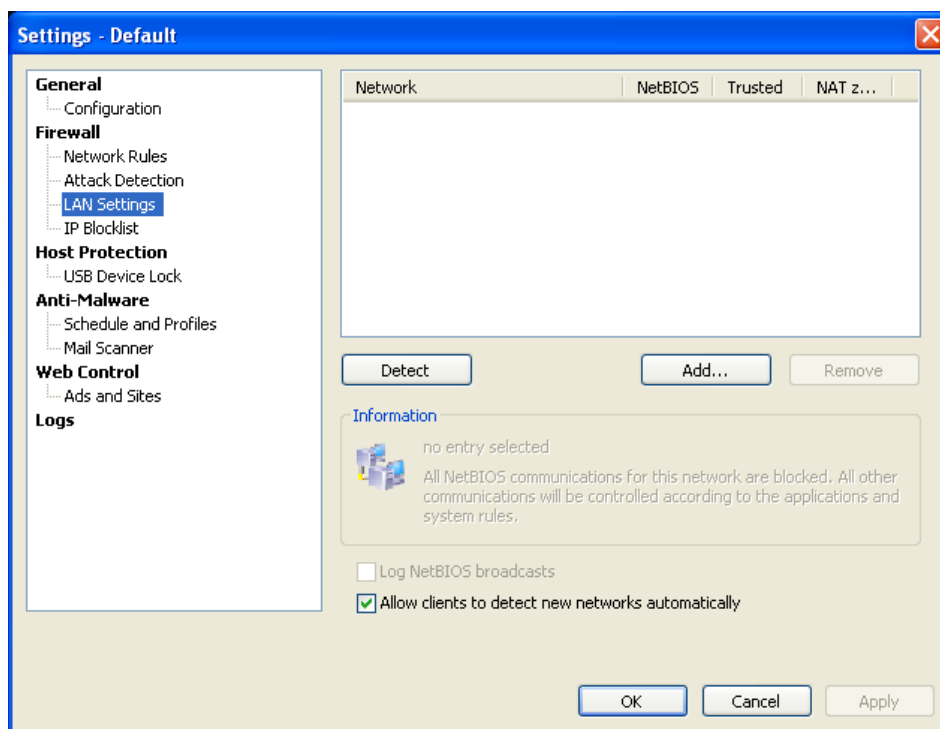 Settings - Default
General
Configuration
Firewall
Network Rules
Attack Detection
LAN Settings
IP Blocklist
Host Protection
USB Device Lock
Anti-Malware
Schedule and Profiles
Mail Scanner
Web Control
Ads and Sites
Logs
Network NetBIOS Trusted NAT z...
Detect Add... Remove
Information
no entry selected
All NetBIOS communications for this network are blocked. All other
communications will be controlled according to the applications and
system rules.
Log NetBIOS broadcasts
Allow clients to detect new networks automatically
OK Cancel Apply